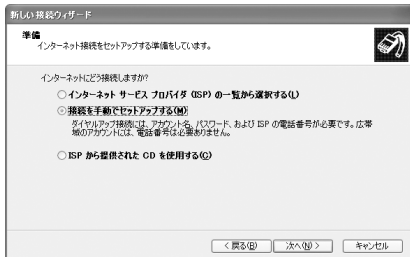 新しい接続ウィザード
準備
インターネット接続をセットアップする準備をしています。
インターネットにどう接続しますか?
インターネット サービス プロバイダ (ISP) の一覧から選択する(L)
接続を手動でセットアップする(M)
ダイヤルアップ接続には、アカウント名、パスワード、および ISP の電話番号が必要です。広帯
域のアカウントには、電話番号は必要ありません。
ISP から提供された CD を使用する(C)
< 戻る(B)
次へ(N) >
キャンセル